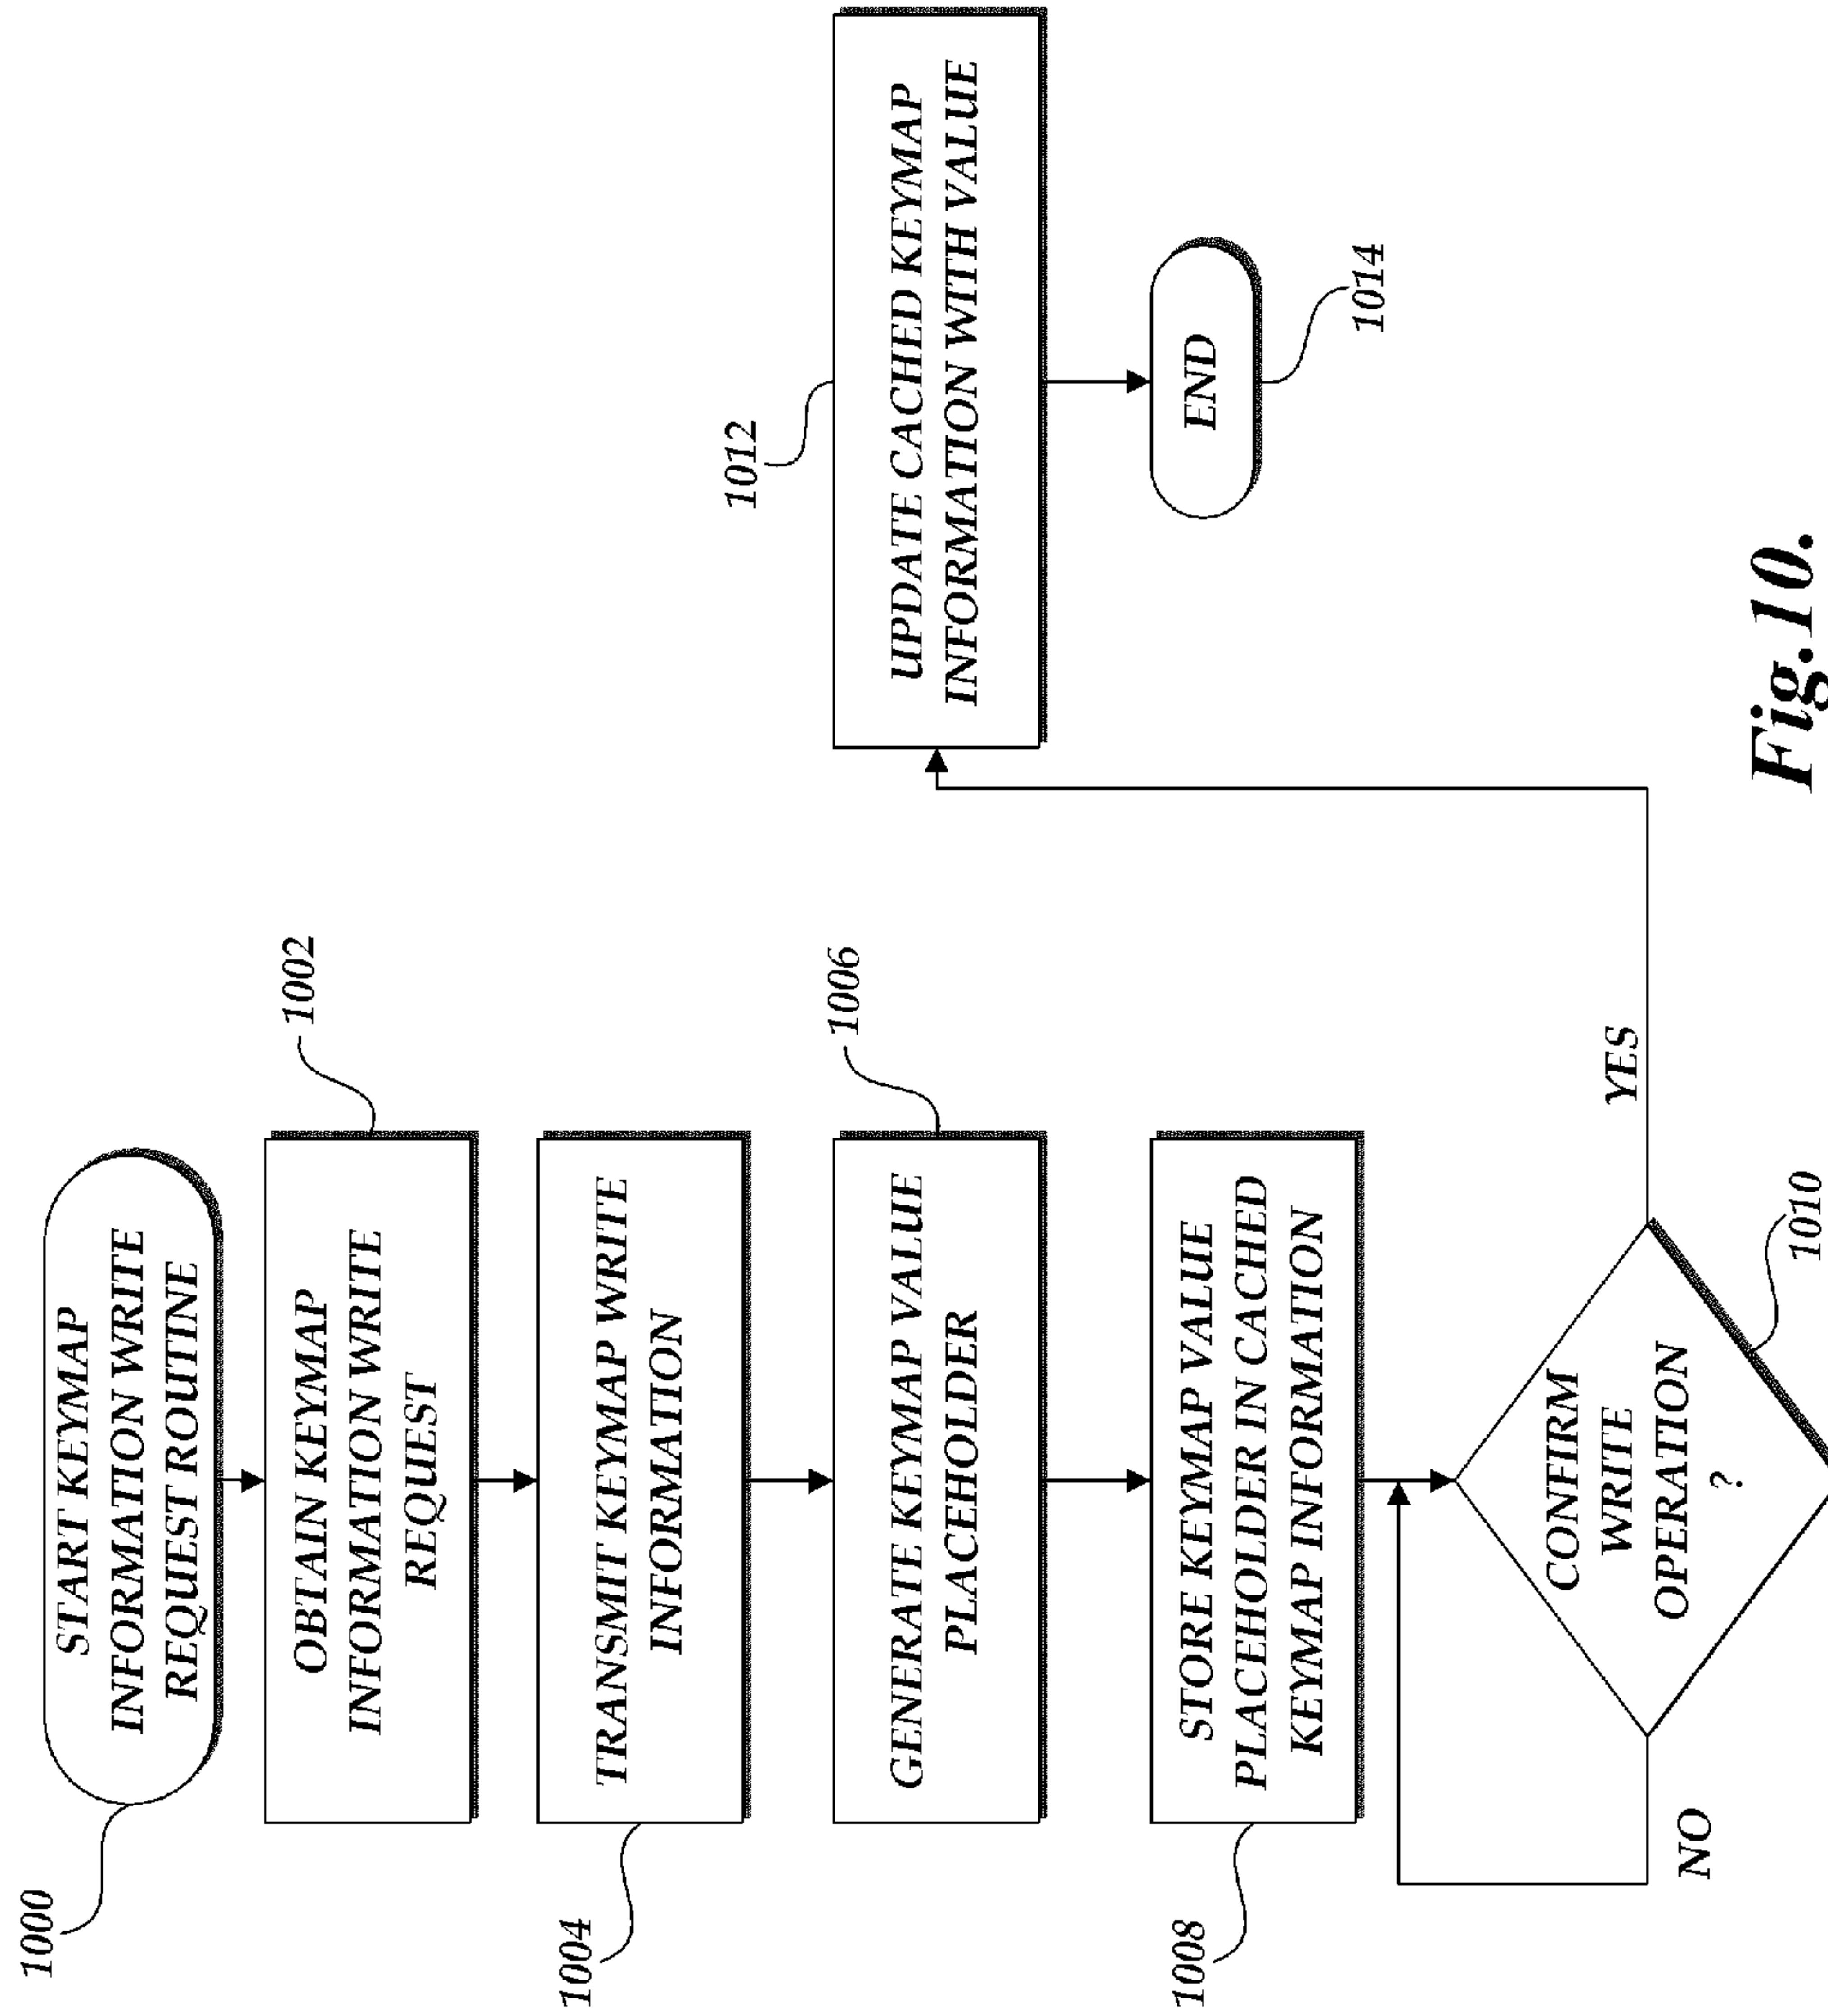 1000
START KEYMAP
INFORMATION WRITE
REQUEST ROUTINE
1002
OBTAIN KEYMAP
INFORMATION WRITE
REQUEST
1004
TRANSMIT KEYMAP WRITE
INFORMATION
1006
GENERATE KEYMAP VALUE
PLACEHOLDER
1008
STORE KEYMAP VALUE
PLACEHOLDER IN CACHED
KEYMAP INFORMATION
CONFIRM
WRITE
OPERATION
?
1010
NO
YES
1012
UPDATE CACHED KEYMAP
INFORMATION WITH VALUE
END
1014
Fig.10.